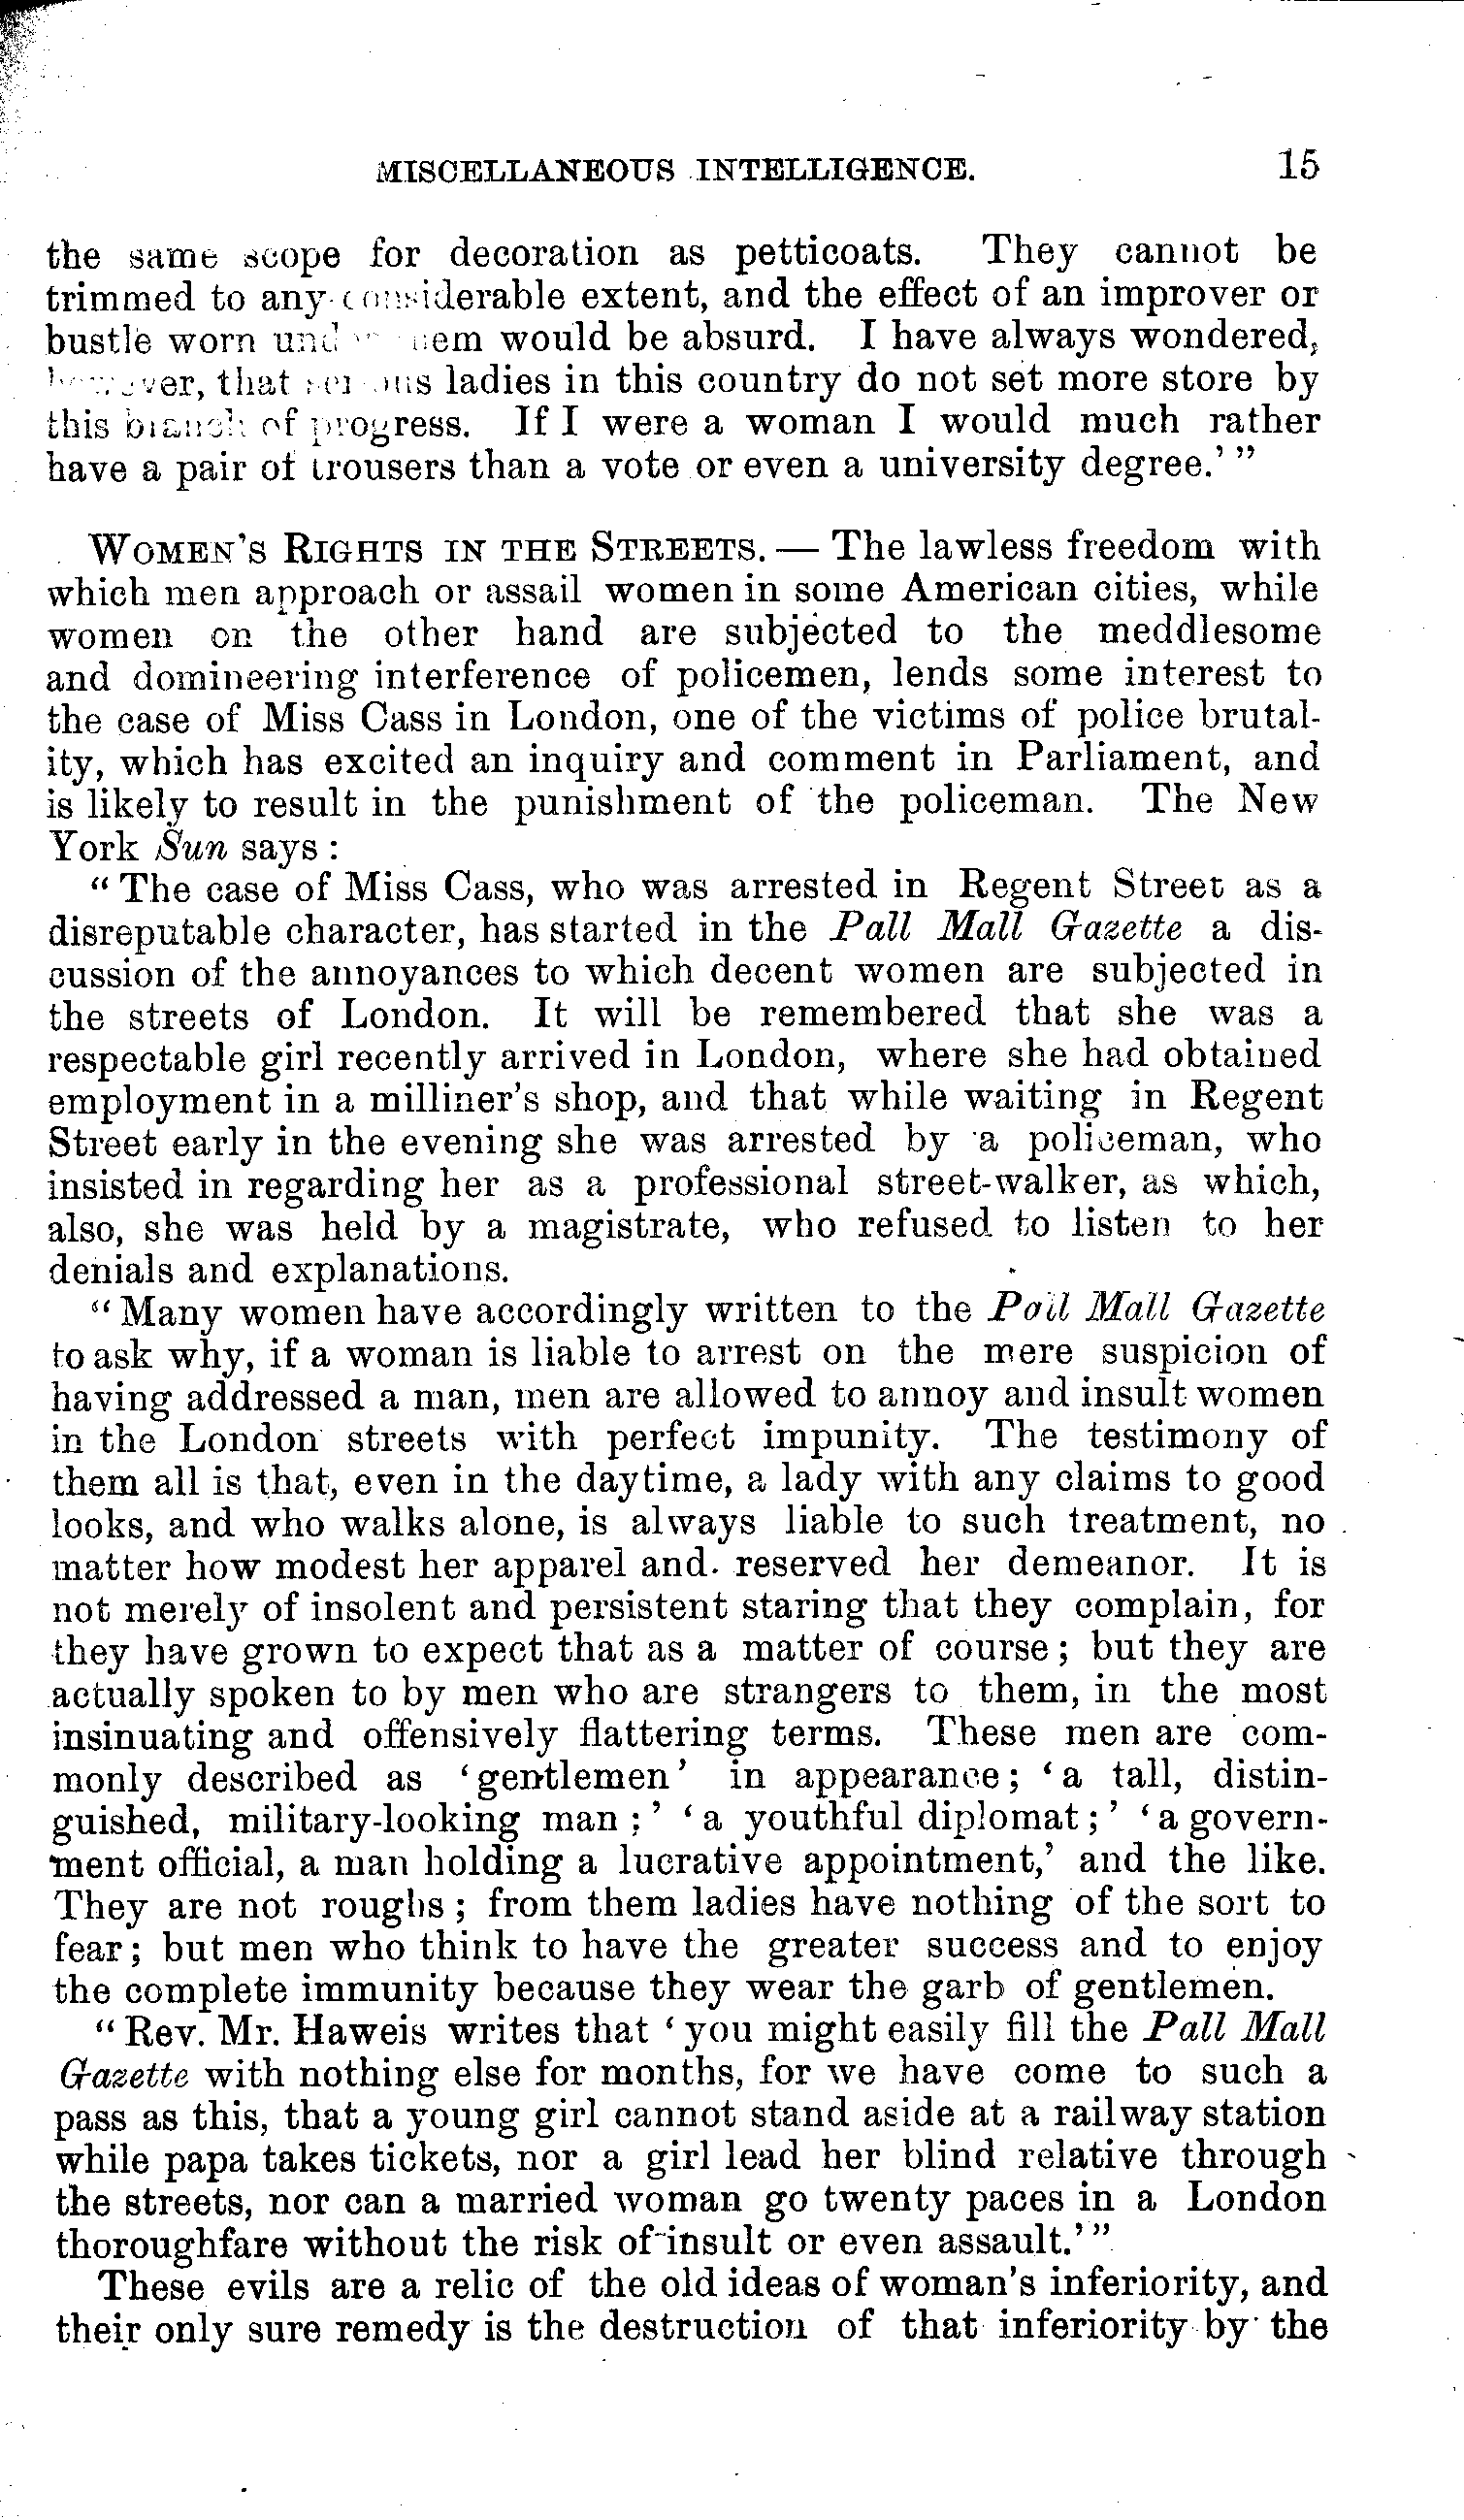 MISCELLANEOUS INTELLIGENCE. 15
the same scope for decoration as petticoats. They cannot be
trimmed to any considerable extent, and the effect of an improver or
bustle worn would be absurd. I have always wondered,
however, that ladies in this country do not set more store by
this branch of progress. If I were a woman I would much rather
have a pair of trousers than a vote or even a university degree.' "
WOMEN'S RIGHTS IN THE STREETS. — The lawless freedom with
which men approach or assail women in some American cities, while
women on the other hand are subjected to the meddlesome
and domineering interference of policemen, lends some interest to
the case of Miss Cass in London, one of the victims of police brutal-
ity, which has excited an inquiry and comment in Parliament, and
is likely to result in the punishment of the policeman. The New
York Sun says :
" The case of Miss Cass, who was arrested in Regent Street as a
disreputable character, has started in the Pall Mall Gazette a dis-
cussion of the annoyances to which decent women are subjected in
the streets of London. It will be remembered that she was a
respectable girl recently arrived in London, where she had obtained
employment in a milliner's shop, and that while waiting in Regent
Street early in the evening she was arrested by a policeman, who
insisted in regarding her as a professional street-walker, as which,
also, she was held by a magistrate, who refused to listen to her
denials and explanations.
" Many women have accordingly written to the Pall Mall Gazette
to ask why, if a woman is liable to arrest on the mere suspicion of
having addressed a man, men are allowed to annoy and insult women
in the London streets with perfect impunity. The testimony of
them all is that, even in the daytime, a lady with any claims to good
looks, and who walks alone, is always liable to such treatment, no
matter how modest her apparel and reserved her demeanor. It is
not merely of insolent and persistent staring that they complain, for
they have grown to expect that as a matter of course ; but they are
actually spoken to by men who are strangers to them, in the most
insinuating and offensively flattering terms. These men are com-
monly described as 'gentlemen' in appearance ; 'a tall, distin-
guished, military-looking man ;' 'a youthful diplomat ;' 'a govern-
ment official, a man holding a lucrative appointment,' and the like.
They are not roughs ; from them ladies have nothing of the sort to
fear ; but men who think to have the greater success and to enjoy
the complete immunity because they wear the garb of gentlemen.
" Rev. Mr. Haweis writes that ' you might easily fill the Pall Mall
Gazette with nothing else for months, for we have come to such a
pass as this, that a young girl cannot stand aside at a railway station
while papa takes tickets, nor a girl lead her blind relative through
the streets, nor can a married woman go twenty paces in a London
thoroughfare without the risk of insult or even assault.' "
These evils are a relic of the old ideas of woman's inferiority, and
their only sure remedy is the destruction of that inferiority by the